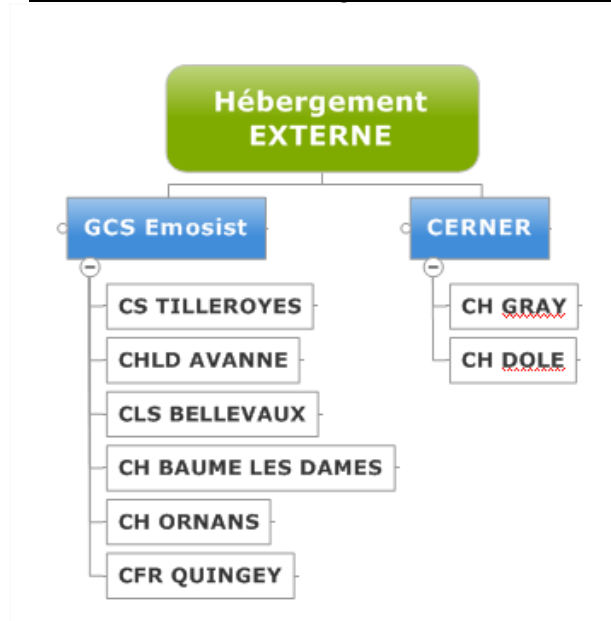 Hébergement
EXTERNE
GCS Emosist
CERNER
CS TILLEROYES
CHLD AVANNE
CLS BELLEVAUX
CH BAUME LES DAMES
CH ORNANS
CFR QUINGEY
CH GRAY
CH DOLE